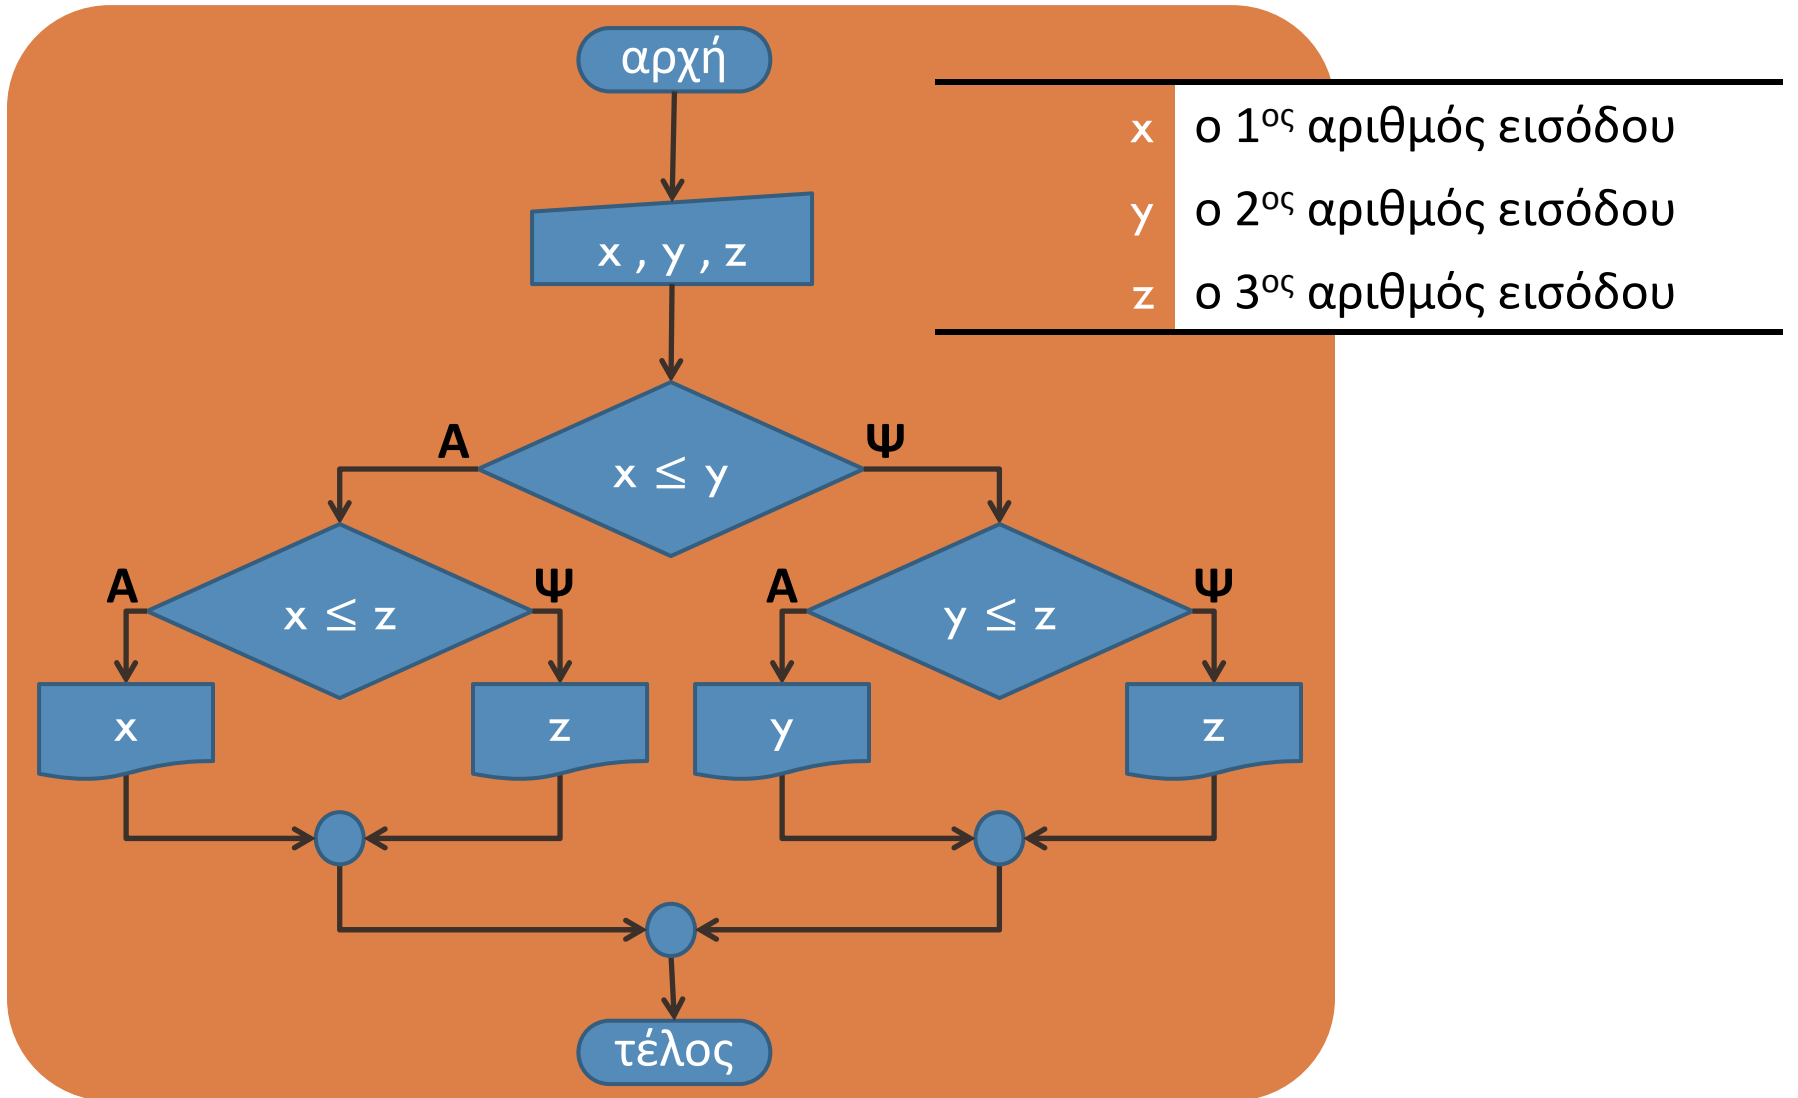 αρχή
x ο 1ος αριθμός εισόδου
y ο 2ος αριθμός εισόδου
z ο 3ος αριθμός εισόδου
x , y , z
Α Ψ
x ≤ y
Α Ψ Α Ψ
x ≤ z y ≤ z
x z y z
τέλος